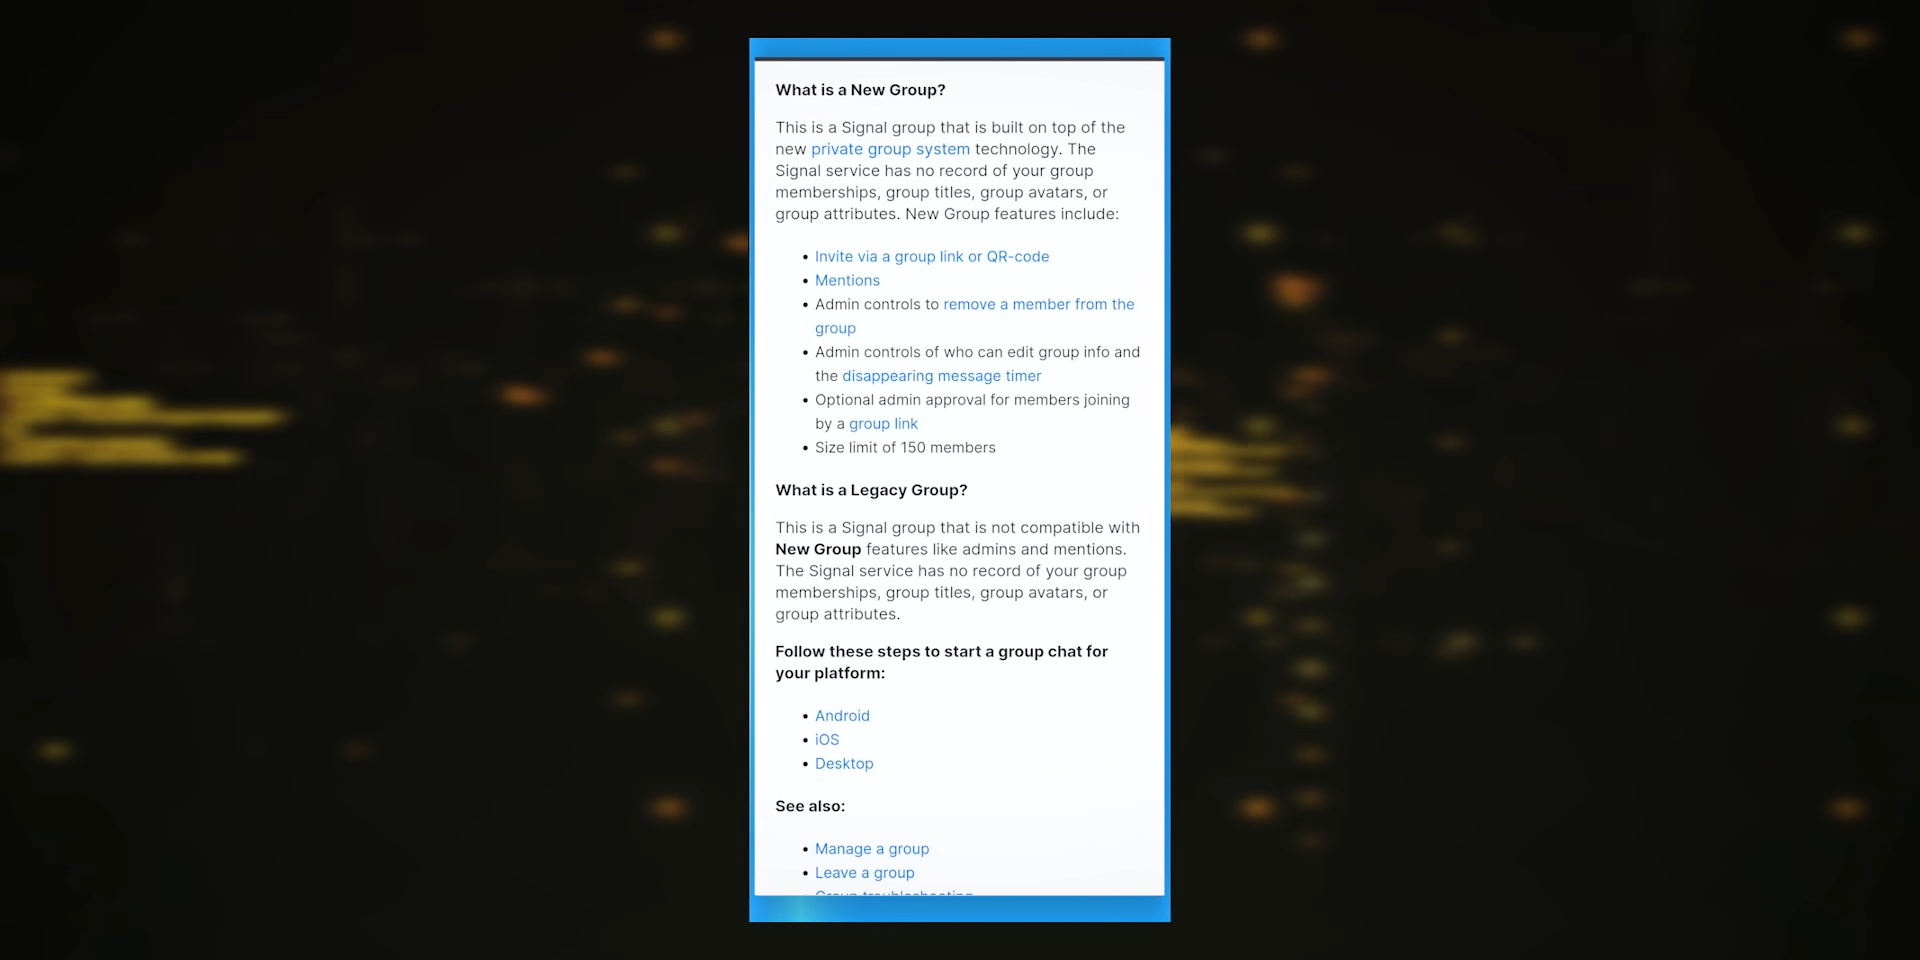 What is a New Group?
This is a Signal group that is built on top of the
new private group system technology. The
Signal service has no record of your group
memberships, group titles, group avatars, or
group attributes. New Group features include:
• Invite via a group link or QR-code
• Mentions
• Admin controls to remove a member from the
group
• Admin controls of who can edit group info and
the disappearing message timer
• Optional admin approval for members joining
by a group link
• Size limit of 150 members
What is a Legacy Group?
This is a Signal group that is not compatible with
New Group features like admins and mentions.
The Signal service has no record of your group
memberships, group titles, group avatars, or
group attributes.
Follow these steps to start a group chat for
your platform:
• Android
• iOS
• Desktop
See also:
• Manage a group
• Leave a group
• Group troubleshooting